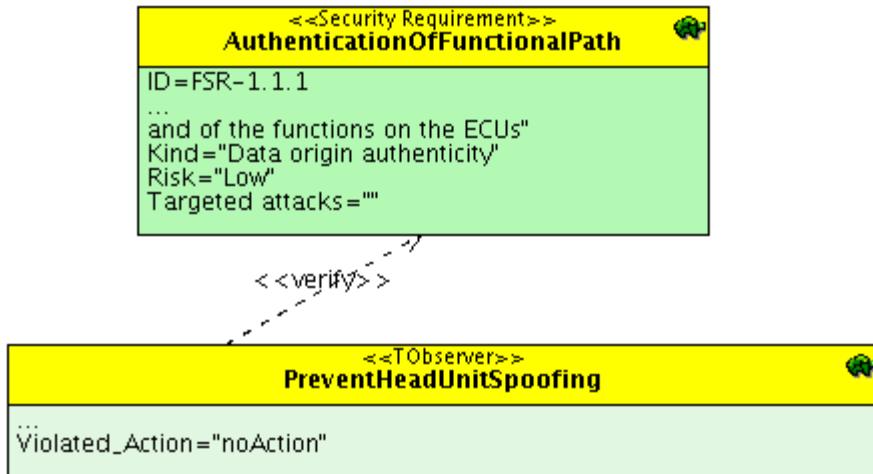 <<Security Requirement>>
AuthenticationOfFunctionalPath
ID=FSR-1.1.1
...
and of the functions on the ECUs"
Kind="Data origin authenticity"
Risk="Low"
Targeted attacks=""
<<verify>>
<<TObserver>>
PreventHeadUnitSpoofing
...
Violated_Action="noAction"